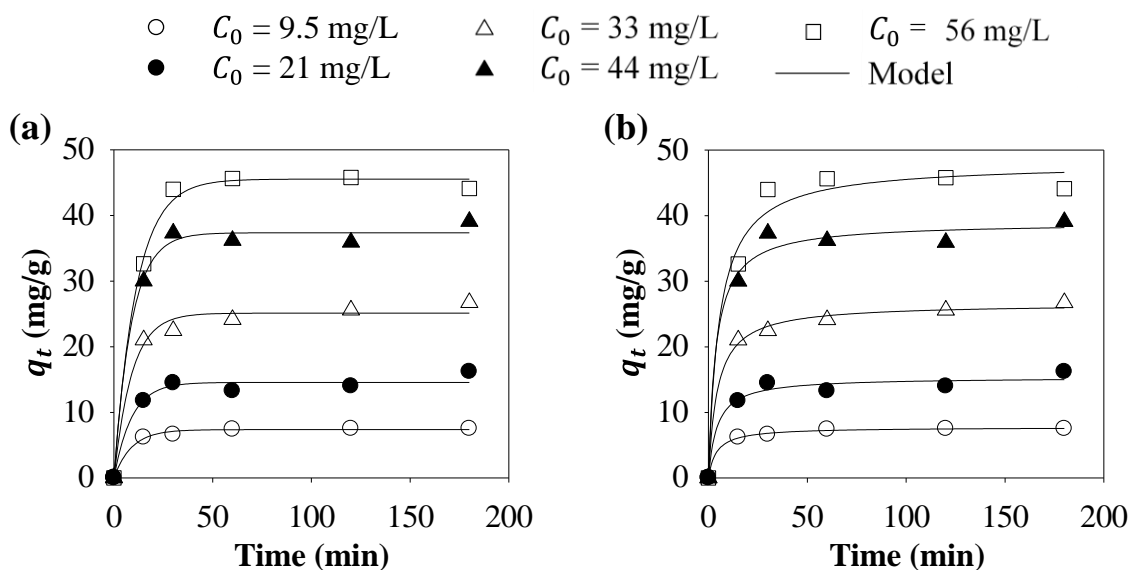 C₀ = 9.5 mg/L
C₀ = 33 mg/L
C₀ = 56 mg/L
C₀ = 21 mg/L
C₀ = 44 mg/L
Model
(a)
(b)
50
40
30
20
10
0
qₜ (mg/g)
0 50 100 150 200
Time (min)
50
40
30
20
10
0
qₜ (mg/g)
0 50 100 150 200
Time (min)